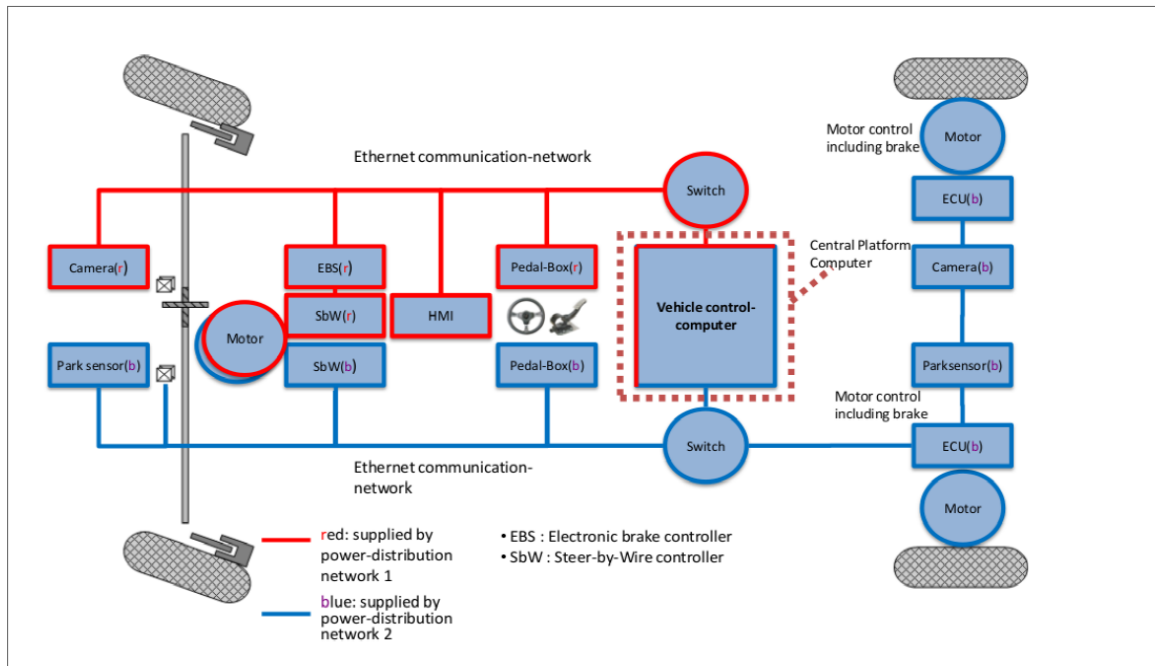 Motor control
including brake
Motor
Ethernet communication-network
Switch
ECU(b)
Central Platform
Computer
Camera(r)
EBS(r)
Pedal-Box(r)
Camera(b)
Vehicle control-
computer
SbW(r)
HMI
Motor
Park sensor(b)
SbW(b)
Pedal-Box(b)
Parksensor(b)
Motor control
including brake
Switch
ECU(b)
Ethernet communication-
network
Motor
red: supplied by
power-distribution
network 1
• EBS : Electronic brake controller
• SbW : Steer-by-Wire controller
blue: supplied by
power-distribution
network 2